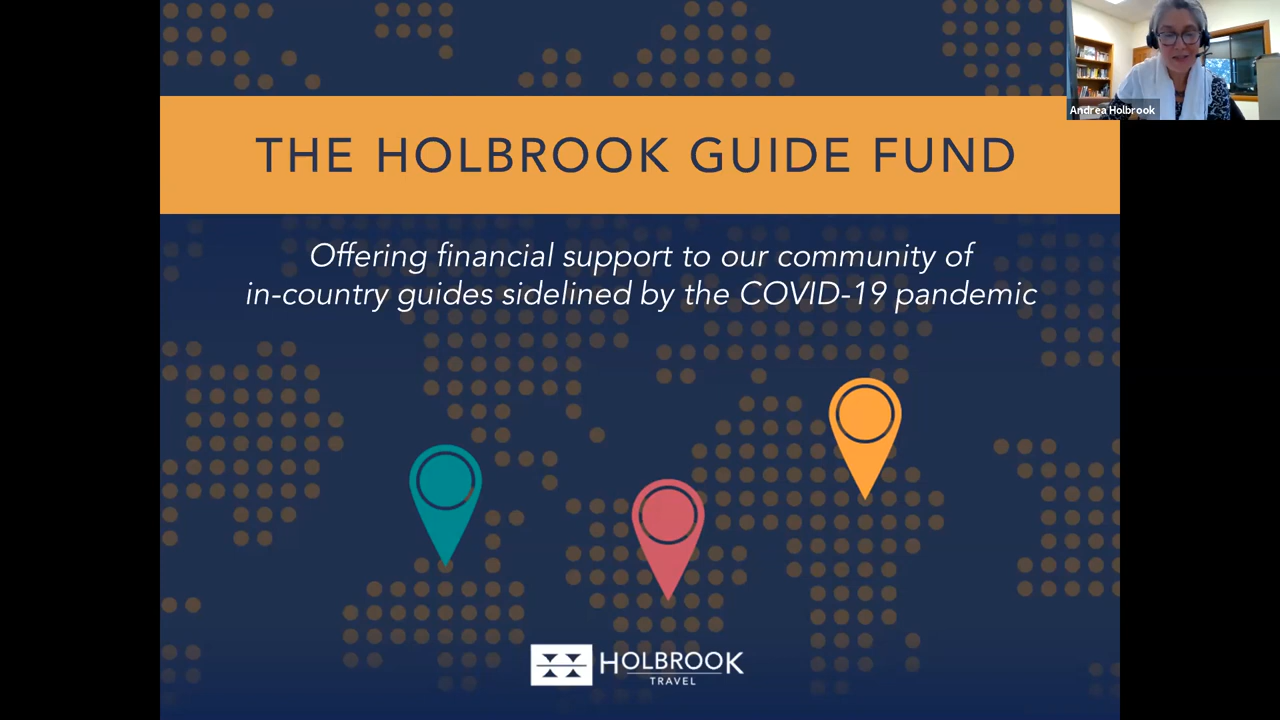 Andrea Holbrook
THE HOLBROOK GUIDE FUND
Offering financial support to our community of
in-country guides sidelined by the COVID-19 pandemic
HOLBROOK
TRAVEL